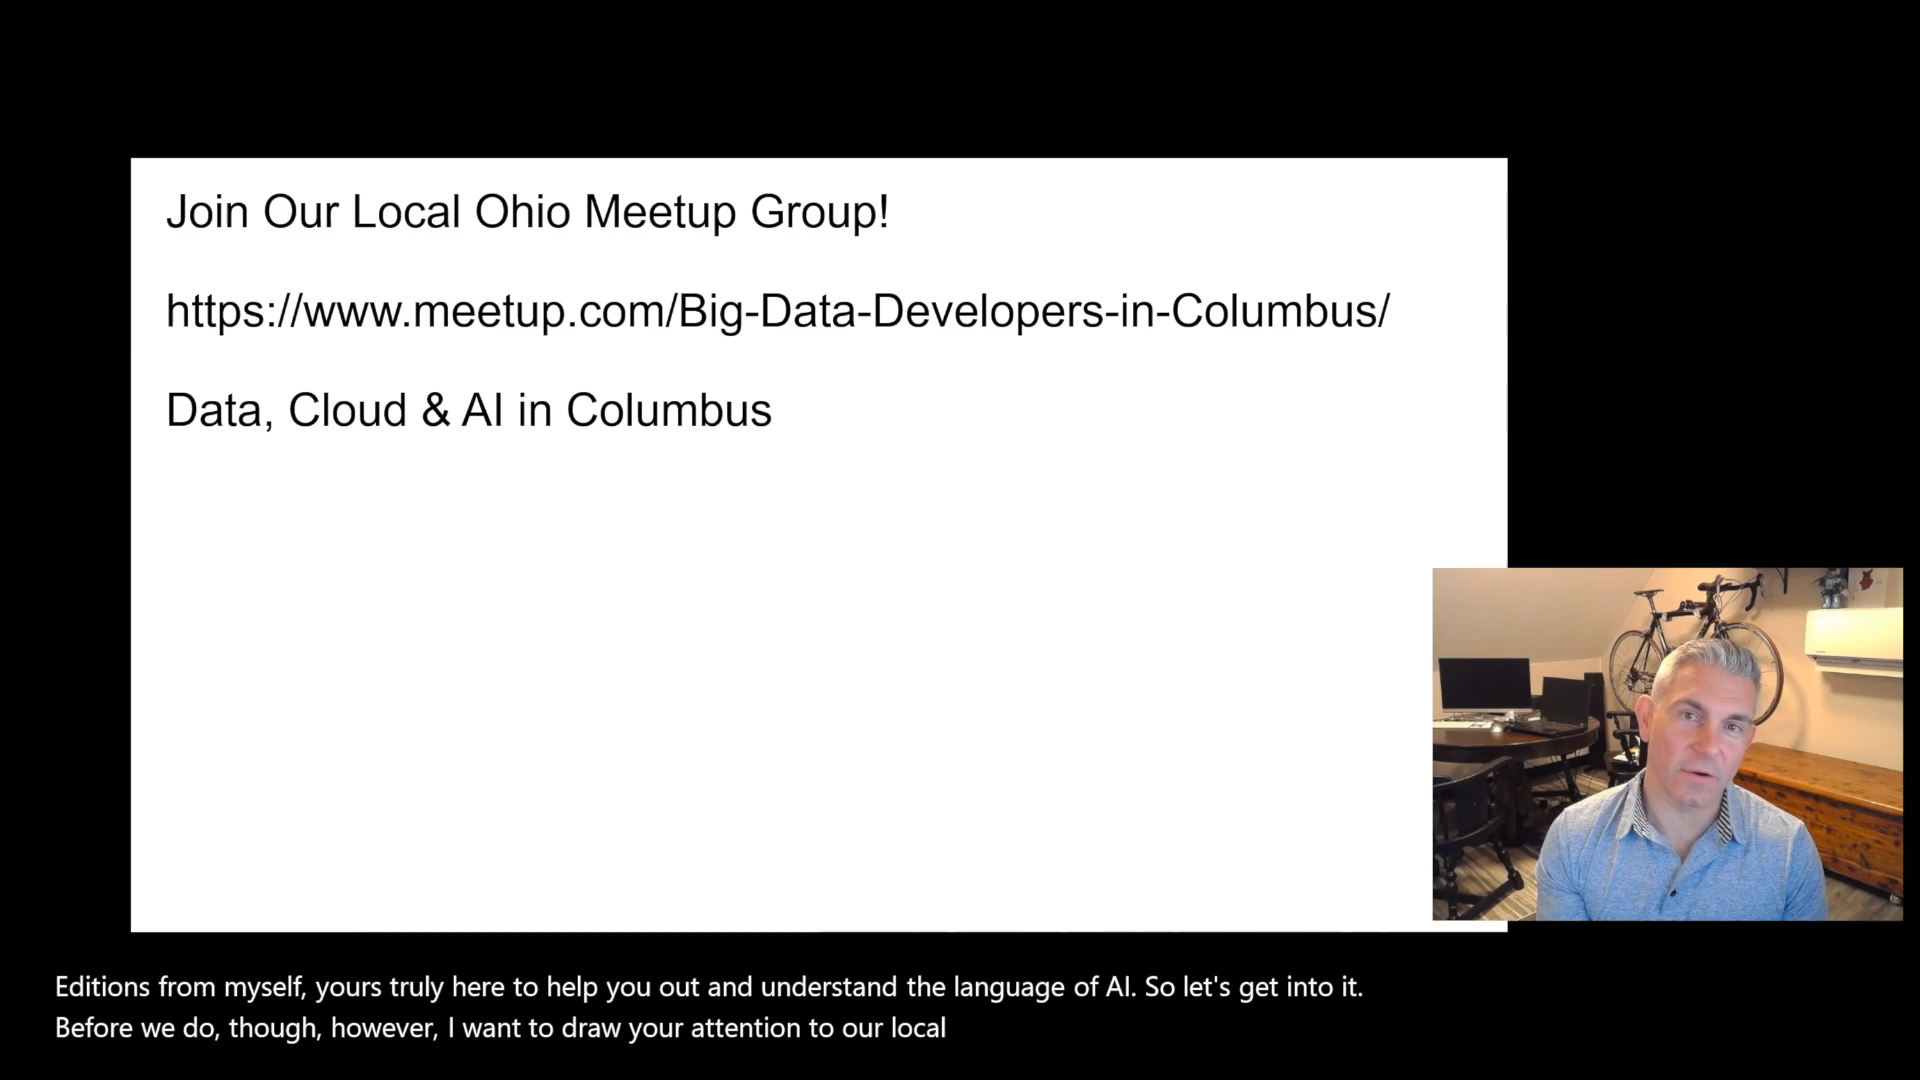 Join Our Local Ohio Meetup Group!
https://www.meetup.com/Big-Data-Developers-in-Columbus/
Data, Cloud & AI in Columbus
Editions from myself, yours truly here to help you out and understand the language of AI. So let's get into it.
Before we do, though, however, I want to draw your attention to our local